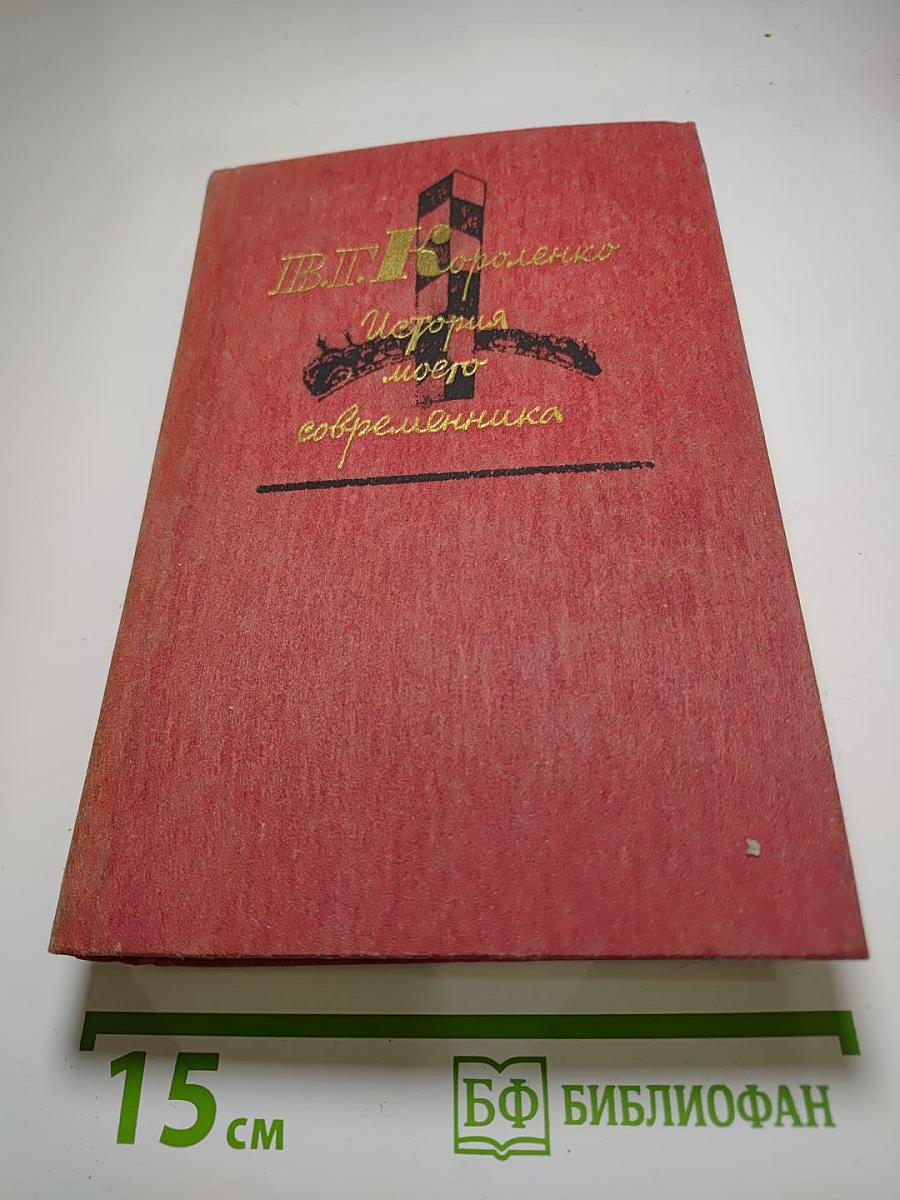 В.Г. Короленко
История
моего
современника
15 см
БФ БИБЛИОФАН